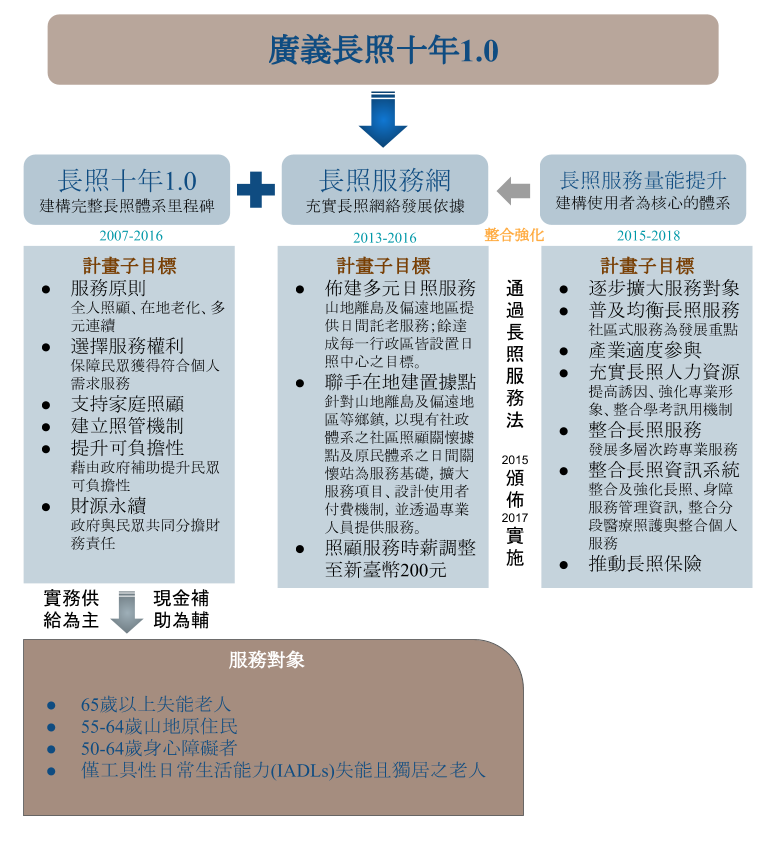 廣義長照十年1.0
長照十年1.0
建構完整長照體系里程碑
2007-2016
計畫子目標
● 服務原則
全人照顧、在地老化、多
元連續
● 選擇服務權利
保障民眾獲得符合個人
需求服務
● 支持家庭照顧
● 建立照管機制
● 提升可負擔性
藉由政府補助提升民眾
可負擔性
● 財源永續
政府與民眾共同分擔財
務責任
長照服務網
充實長照網絡發展依據
2013-2016
計畫子目標
● 佈建多元日照服務
山地離島及偏遠地區提
供日間託老服務;餘達
成每一行政區皆設置日
照中心之目標。
● 聯手在地建置據點
針對山地離島及偏遠地
區等鄉鎮，以現有社政
體系之社區照顧關懷據
點及原民體系之日間關
懷站為服務基礎，擴大
服務項目、設計使用者
付費機制，並透過專業
人員提供服務。
● 照顧服務時薪調整
至新臺幣200元
整合強化
通過長照服務法
2015
頒佈
2017
實施
長照服務量能提升
建構使用者為核心的體系
2015-2018
計畫子目標
● 逐步擴大服務對象
● 普及均衡長照服務
社區式服務為發展重點
● 產業適度參與
● 充實長照人力資源
提高誘因、強化專業形
象、整合學考訓用機制
● 整合長照服務
發展多層次跨專業服務
● 整合長照資訊系統
整合及強化長照、身障
服務管理資訊，整合分
段醫療照護與整合個人
服務
● 推動長照保險
實務供
給為主
現金補
助為輔
服務對象
● 65歲以上失能老人
● 55-64歲山地原住民
● 50-64歲身心障礙者
● 僅工具性日常生活能力(IADLs)失能且獨居之老人